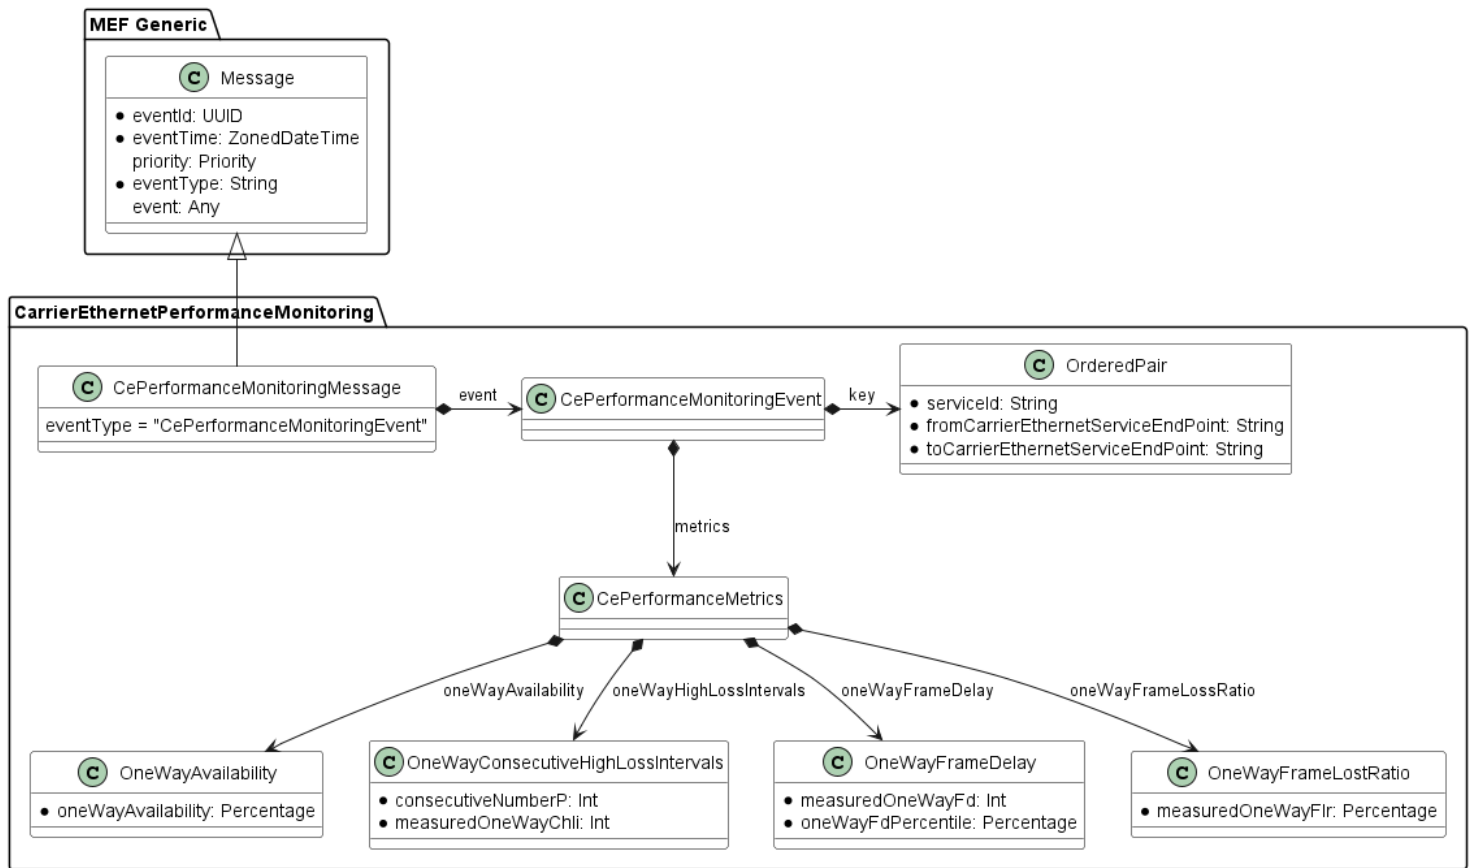 MEF Generic
C Message
eventId: UUID
eventTime: ZonedDateTime
priority: Priority
eventType: String
event: Any
CarrierEthernetPerformanceMonitoring
C CePerformanceMonitoringMessage
eventType = "CePerformanceMonitoringEvent"
event
C CePerformanceMonitoringEvent
key
C OrderedPair
serviceId: String
fromCarrierEthernetServiceEndPoint: String
toCarrierEthernetServiceEndPoint: String
metrics
C CePerformanceMetrics
oneWayAvailability
oneWayHighLossIntervals
oneWayFrameDelay
oneWayFrameLossRatio
C OneWayAvailability
oneWayAvailability: Percentage
C OneWayConsecutiveHighLossIntervals
consecutiveNumberP: Int
measuredOneWayChli: Int
C OneWayFrameDelay
measuredOneWayFd: Int
oneWayFdPercentile: Percentage
C OneWayFrameLostRatio
measuredOneWayFlr: Percentage